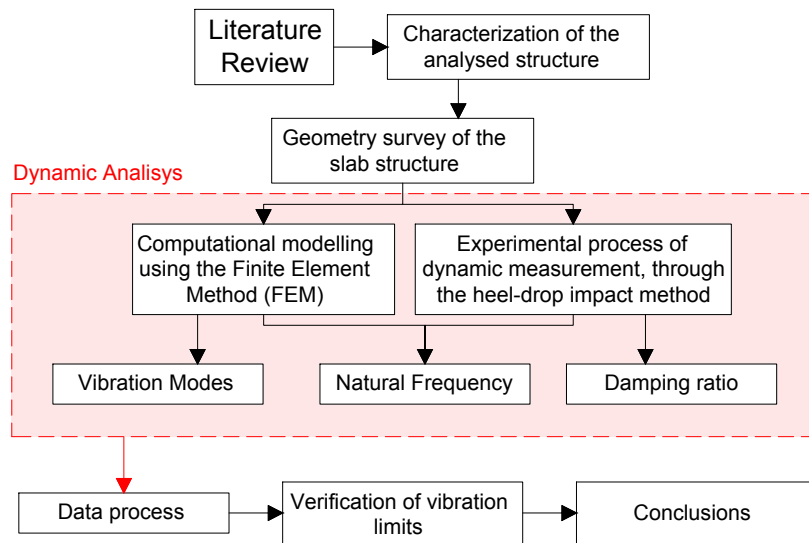 Literature
Review
Characterization of the
analysed structure
Geometry survey of the
slab structure
Dynamic Analisys
Computational modelling
using the Finite Element
Method (FEM)
Experimental process of
dynamic measurement, through
the heel-drop impact method
Vibration Modes
Natural Frequency
Damping ratio
Data process
Verification of vibration
limits
Conclusions